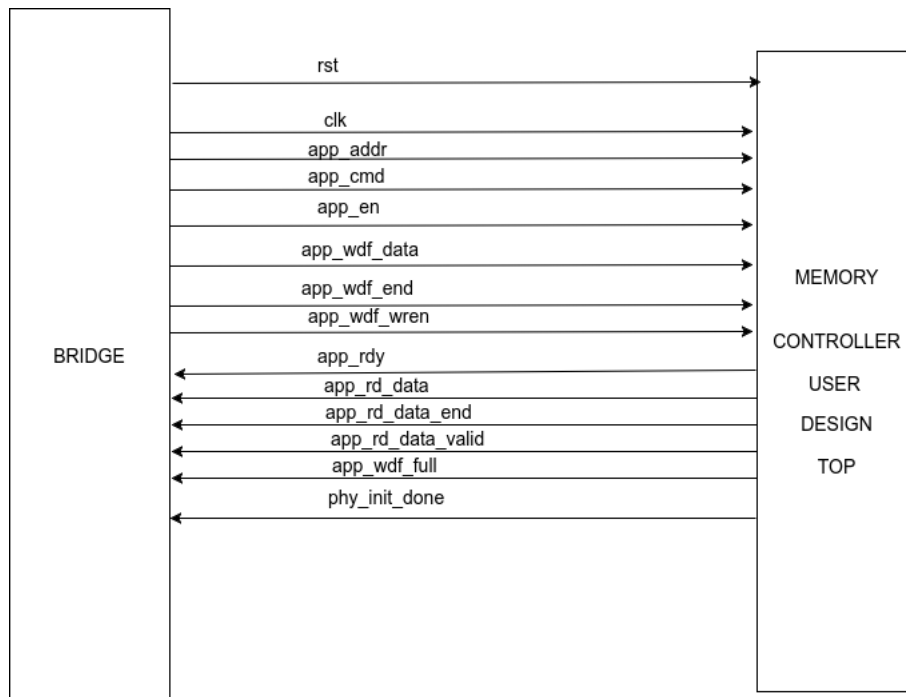 rst
clk
app_addr
app_cmd
app_en
app_wdf_data
app_wdf_end
app_wdf_wren
app_rdy
app_rd_data
app_rd_data_end
app_rd_data_valid
app_wdf_full
phy_init_done
BRIDGE
MEMORY
CONTROLLER
USER
DESIGN
TOP